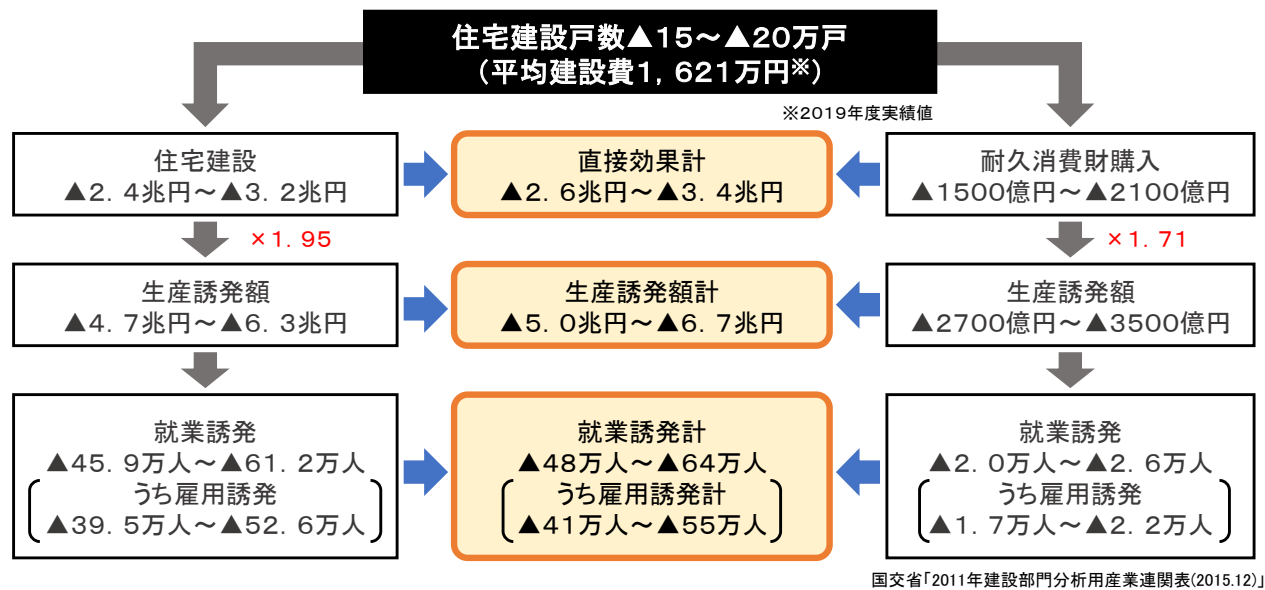 住宅建設戸数▲15～▲20万戸
（平均建設費1，621万円※）
※2019年度実績値
住宅建設
▲2．4兆円～▲3．2兆円
直接効果計
▲2．6兆円～▲3．4兆円
耐久消費財購入
▲1500億円～▲2100億円
×1．95
×1．71
生産誘発額
▲4．7兆円～▲6．3兆円
生産誘発額計
▲5．0兆円～▲6．7兆円
生産誘発額
▲2700億円～▲3500億円
就業誘発
▲45．9万人～▲61．2万人
うち雇用誘発
▲39．5万人～▲52．6万人
就業誘発計
▲48万人～▲64万人
うち雇用誘発計
▲41万人～▲55万人
就業誘発
▲2．0万人～▲2．6万人
うち雇用誘発
▲1．7万人～▲2．2万人
国交省「2011年建設部門分析用産業連関表(2015.12)」